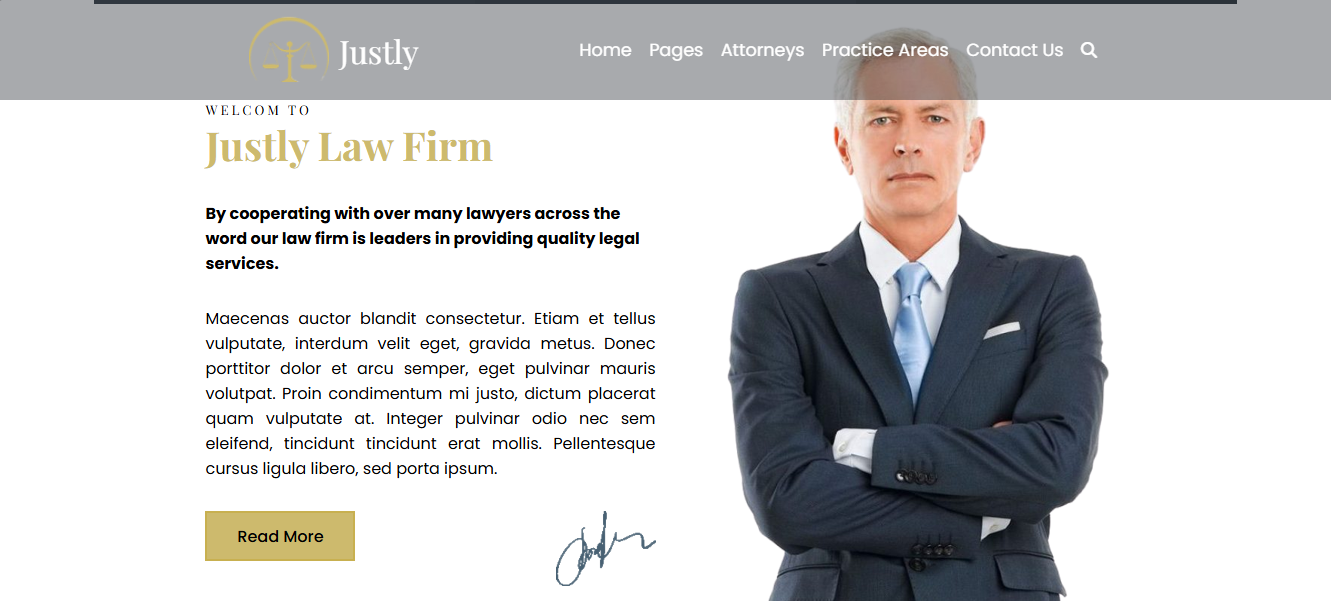 Justly
Home Pages Attorneys Practice Areas Contact Us
WELCOM TO
Justly Law Firm
By cooperating with over many lawyers across the
word our law firm is leaders in providing quality legal
services.
Maecenas auctor blandit consectetur. Etiam et tellus
vulputate, interdum velit eget, gravida metus. Donec
porttitor dolor et arcu semper, eget pulvinar mauris
volutpat. Proin condimentum mi justo, dictum placerat
quam vulputate at. Integer pulvinar odio nec sem
eleifend, tincidunt tincidunt erat mollis. Pellentesque
cursus ligula libero, sed porta ipsum.
Read More